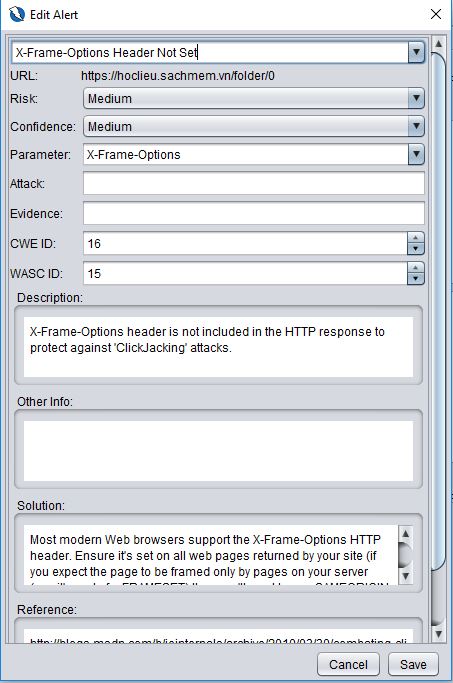 Edit Alert
X-Frame-Options Header Not Set
URL: https://hoclieu.sachmem.vn/folder/0
Risk: Medium
Confidence: Medium
Parameter: X-Frame-Options
Attack:
Evidence:
CWE ID: 16
WASC ID: 15
Description:
X-Frame-Options header is not included in the HTTP response to
protect against 'ClickJacking' attacks.
Other Info:
Solution:
Most modern Web browsers support the X-Frame-Options HTTP
header. Ensure it's set on all web pages returned by your site (if
you expect the page to be framed only by pages on your server
Reference:
Cancel Save